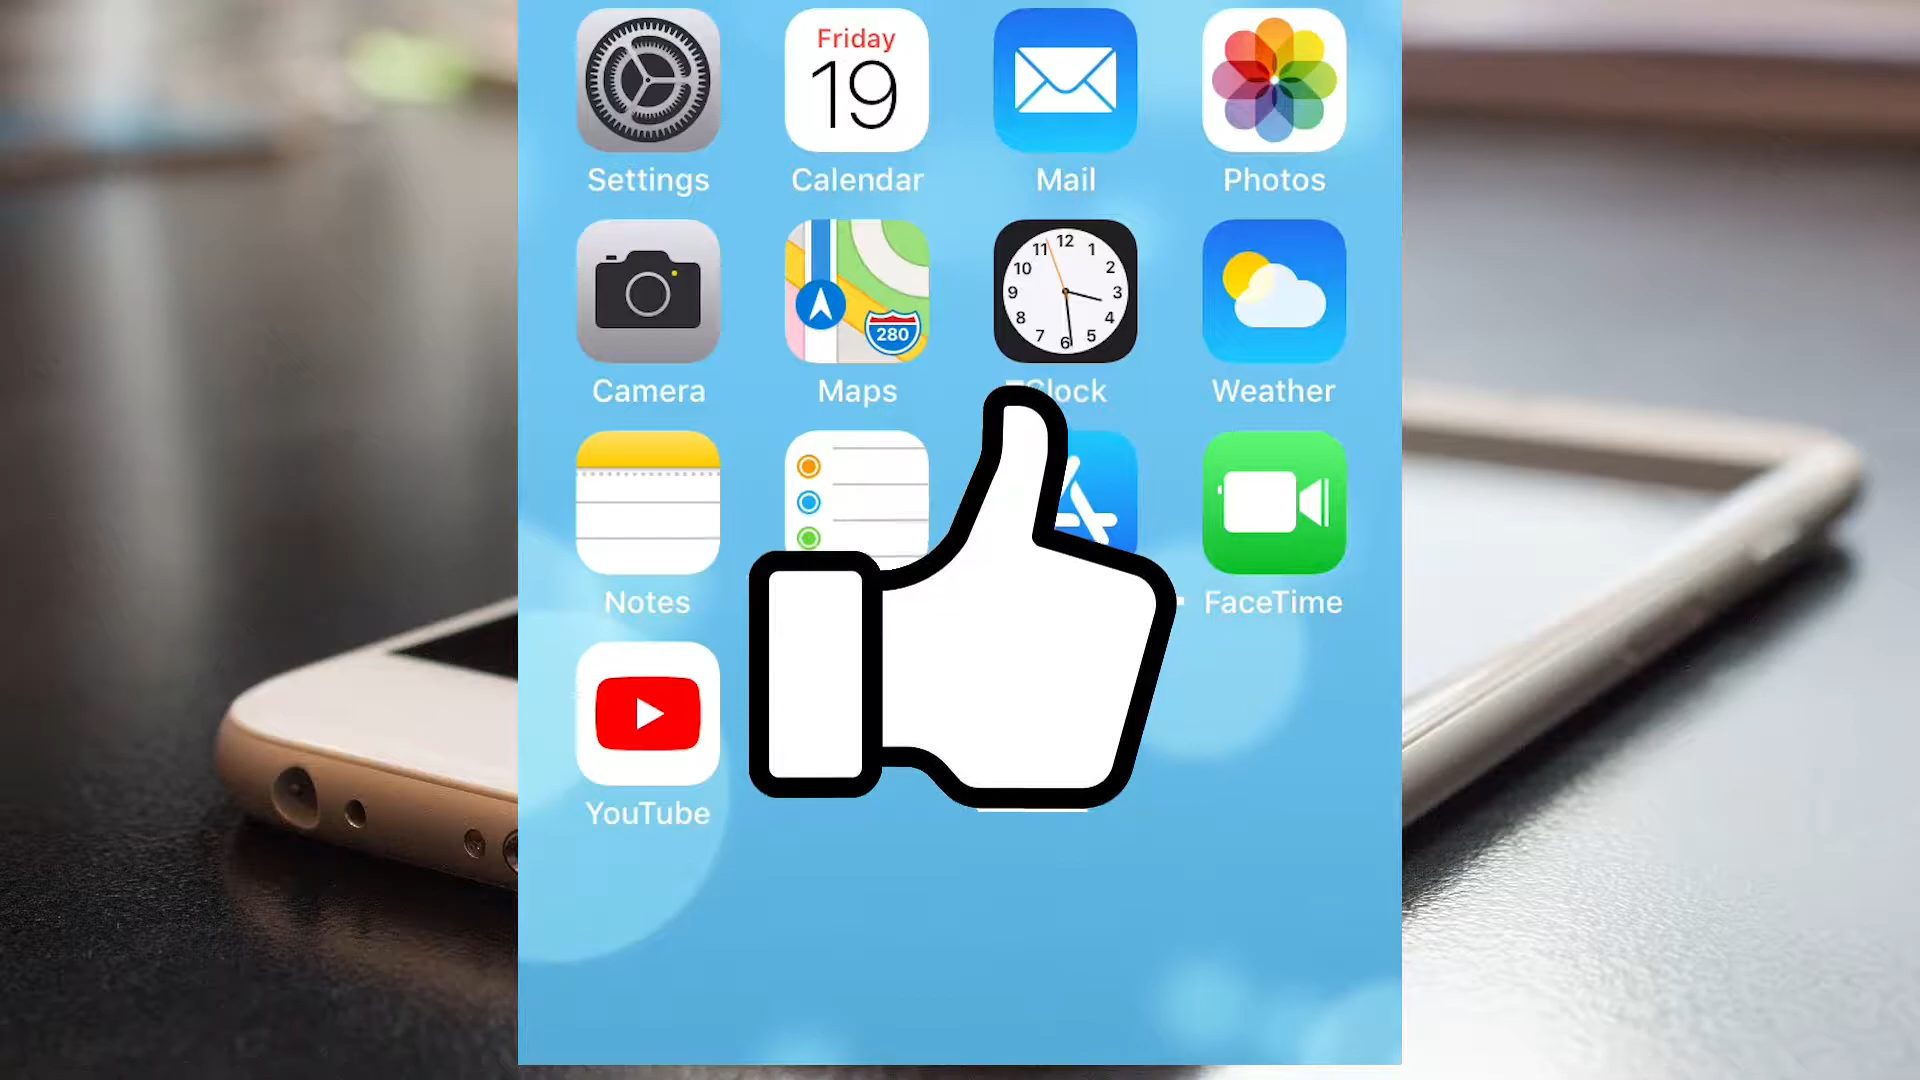 Friday
19
Settings Calendar Mail Photos
12
11 1
10 2
9 3
8 4
7 5
6
280
Camera Maps Clock Weather
Notes FaceTime
YouTube